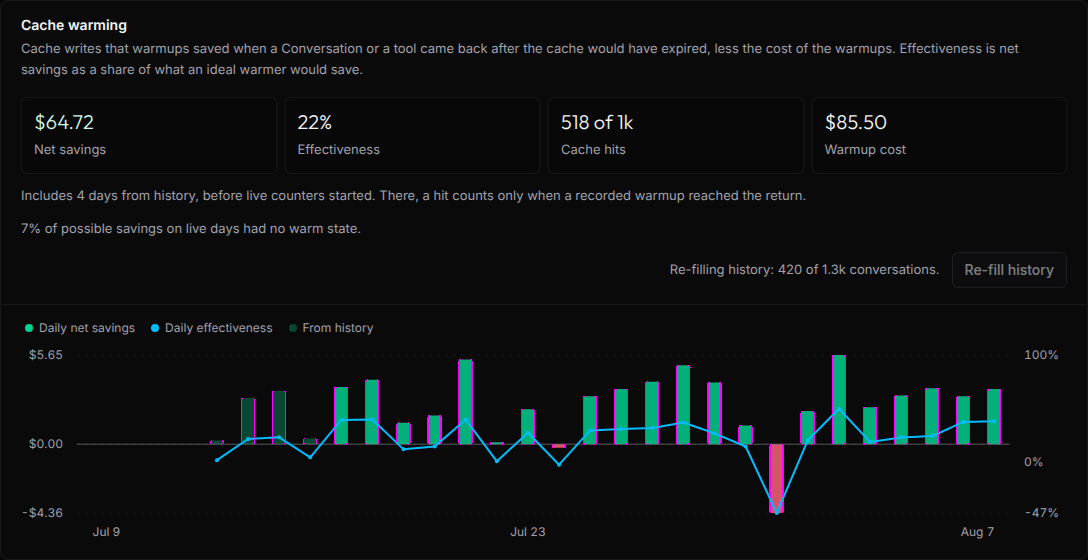 Cache warming
Cache writes that warmups saved when a Conversation or a tool came back after the cache would have expired, less the cost of the warmups. Effectiveness is net
savings as a share of what an ideal warmer would save.
$64.72
Net savings
22%
Effectiveness
518 of 1k
Cache hits
$85.50
Warmup cost
Includes 4 days from history, before live counters started. There, a hit counts only when a recorded warmup reached the return.
7% of possible savings on live days had no warm state.
Re-filling history: 420 of 1.3k conversations.
Re-fill history
Daily net savings
Daily effectiveness
From history
$5.65
100%
$0.00
0%
-$4.36
-47%
Jul 9
Jul 23
Aug 7